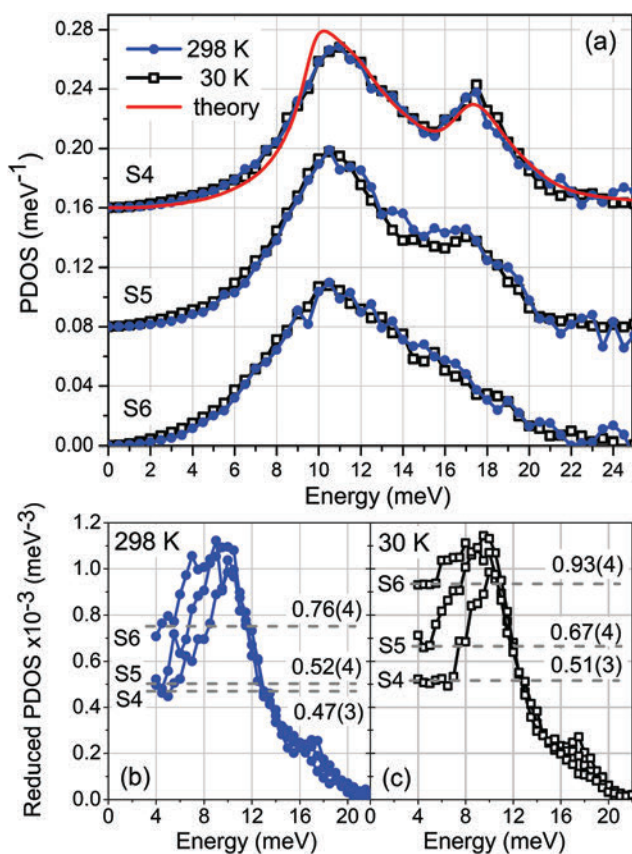 (a)
298 K
30 K
theory
S4
S5
S6
PDOS (meV⁻¹)
0.28
0.24
0.20
0.16
0.12
0.08
0.04
0.00
0 2 4 6 8 10 12 14 16 18 20 22 24
Energy (meV)
Reduced PDOS x10⁻³ (meV⁻³)
1.2
1.0
0.8
0.6
0.4
0.2
0.0
298 K
S6
S5
S4
0.76(4)
0.52(4)
0.47(3)
(b)
0 4 8 12 16 20
Energy (meV)
30 K
S6
S5
S4
0.93(4)
0.67(4)
0.51(3)
(c)
0 4 8 12 16 20
Energy (meV)